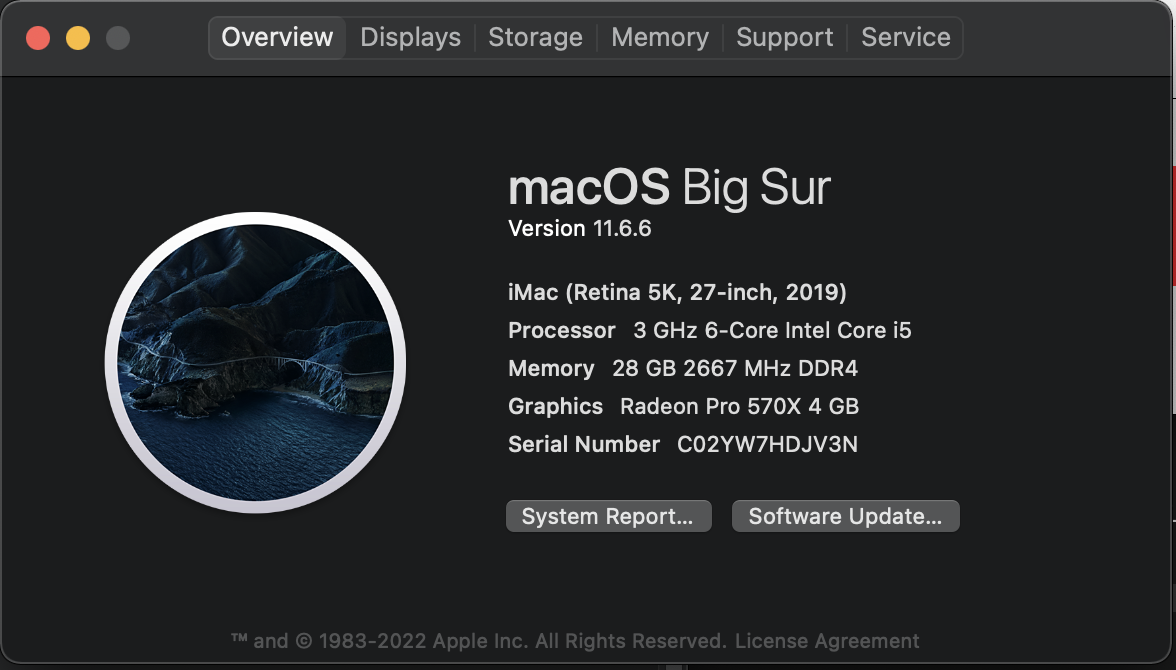 Overview Displays Storage Memory Support Service
macOS Big Sur
Version 11.6.6
iMac (Retina 5K, 27-inch, 2019)
Processor 3 GHz 6-Core Intel Core i5
Memory 28 GB 2667 MHz DDR4
Graphics Radeon Pro 570X 4 GB
Serial Number C02YW7HDJV3N
System Report... Software Update...
™ and © 1983-2022 Apple Inc. All Rights Reserved. License Agreement